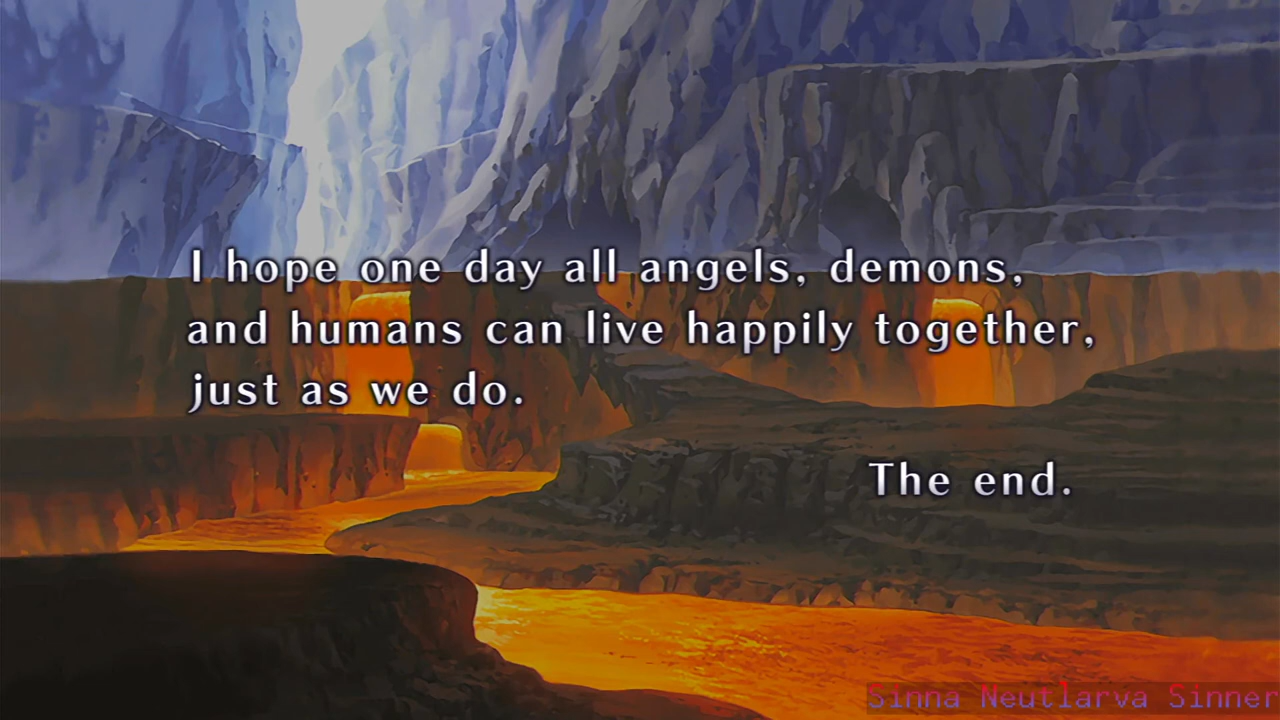 I hope one day all angels, demons,
and humans can live happily together,
just as we do.
The end.
Sinna Neutlarva Sinner